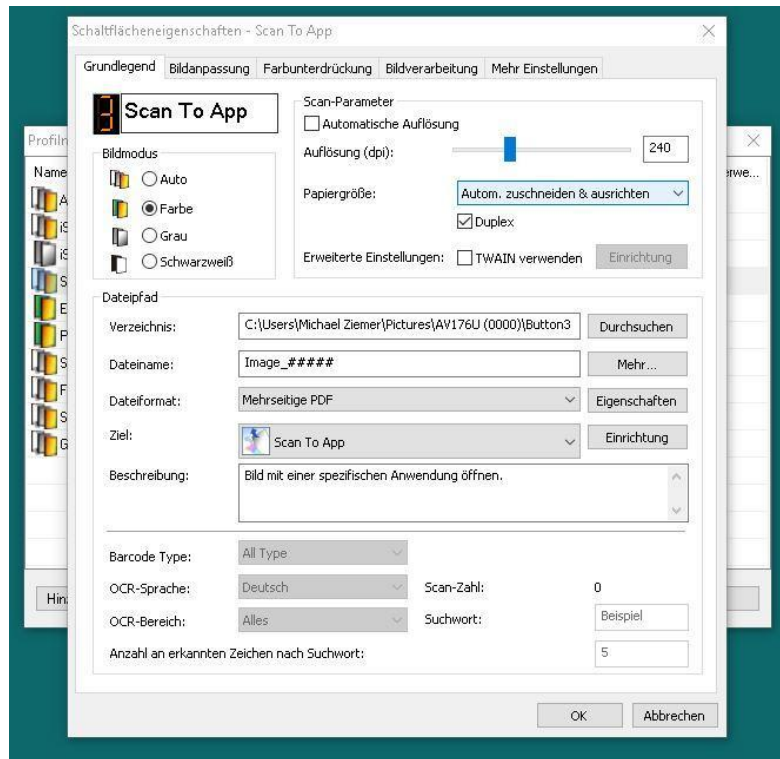 Schaltflächeneigenschaften - Scan To App
Grundlegend Bildanpassung Farbunterdrückung Bildverarbeitung Mehr Einstellungen
3 Scan To App
Bildmodus
Auto
Farbe
Grau
Schwarzweiß
Scan-Parameter
Automatische Auflösung
Auflösung (dpi): 240
Papiergröße: Autom. zuschneiden & ausrichten
Duplex
Erweiterte Einstellungen: TWAIN verwenden Einrichtung
Dateipfad
Verzeichnis: C:\Users\Michael Ziemer\Pictures\AV176U (0000)\Button3 Durchsuchen
Dateiname: Image_##### Mehr...
Dateiformat: Mehrseitige PDF Eigenschaften
Ziel: Scan To App Einrichtung
Beschreibung: Bild mit einer spezifischen Anwendung öffnen.
Barcode Type: All Type
OCR-Sprache: Deutsch Scan-Zahl: 0
OCR-Bereich: Alles Suchwort: Beispiel
Anzahl an erkannten Zeichen nach Suchwort: 5
OK Abbrechen
Name